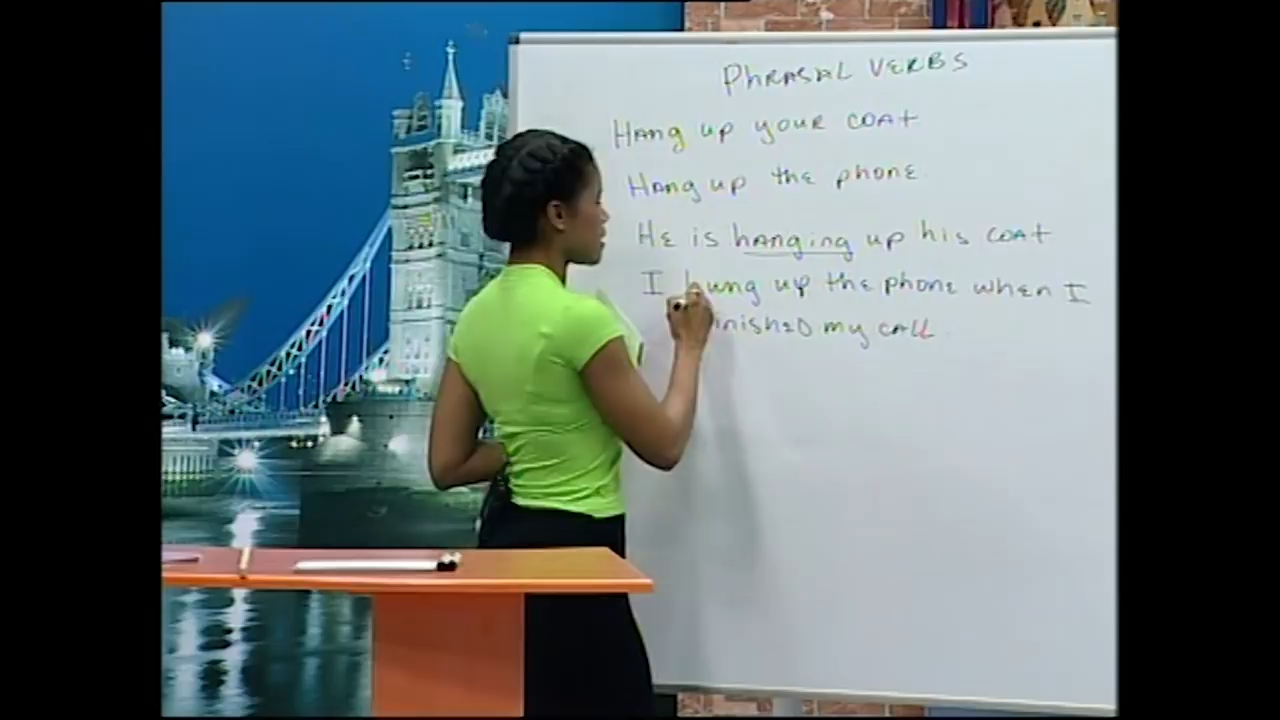 PHRASAL VERBS
HANg up youR COAt
HANg up the phonE
HE is hANging up his COAt
I hung up the phonE whEn I
inishED my CALL